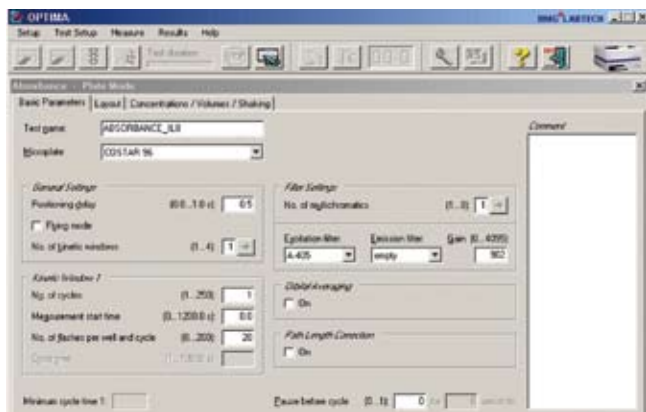 OPTIMA
BMG LABTECH
Setup Test Setup Measure Results Help
Test duration
STOP
Absorbance - Plate Mode
Basic Parameters Layout Concentrations / Volumes / Shaking
Test name: ABSORBANCE_IL8
Microplate COSTAR 96
Comment
General Settings
Positioning delay (0.0...1.0 s): 0.5
Flying mode
No. of kinetic windows (1...4): 1
Filter Settings
No. of multichromatics (1...8): 1
Excitation filter: Emission filter: Gain (0...4095)
A-405 empty 902
Kinetic Window 1
No. of cycles (1...250): 1
Measurement start time (0...1200.0 s): 0.0
No. of flashes per well and cycle (0...200): 20
Cycle time
Orbital Averaging
On
Path Length Correction
On
Minimum cycle time 1:
Pause before cycle (0...1): 0